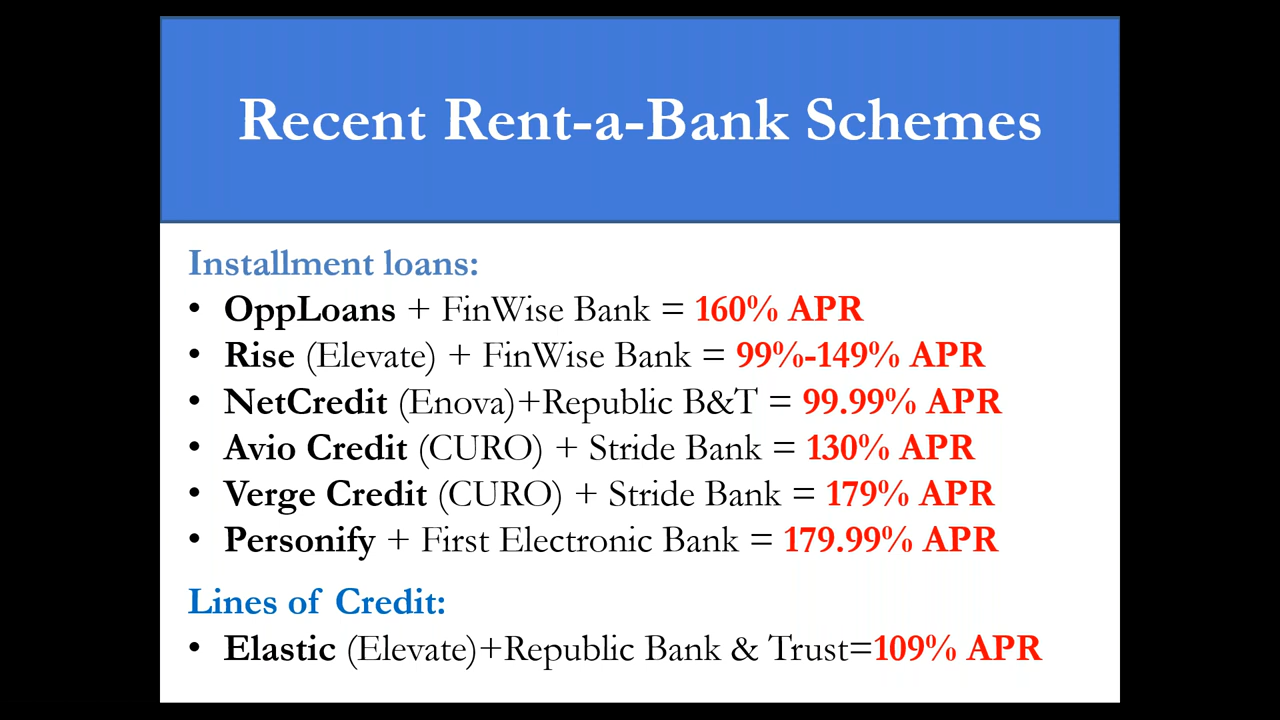 Recent Rent-a-Bank Schemes
Installment loans:
• OppLoans + FinWise Bank = 160% APR
• Rise (Elevate) + FinWise Bank = 99%-149% APR
• NetCredit (Enova)+Republic B&T = 99.99% APR
• Avio Credit (CURO) + Stride Bank = 130% APR
• Verge Credit (CURO) + Stride Bank = 179% APR
• Personify + First Electronic Bank = 179.99% APR
Lines of Credit:
• Elastic (Elevate)+Republic Bank & Trust=109% APR